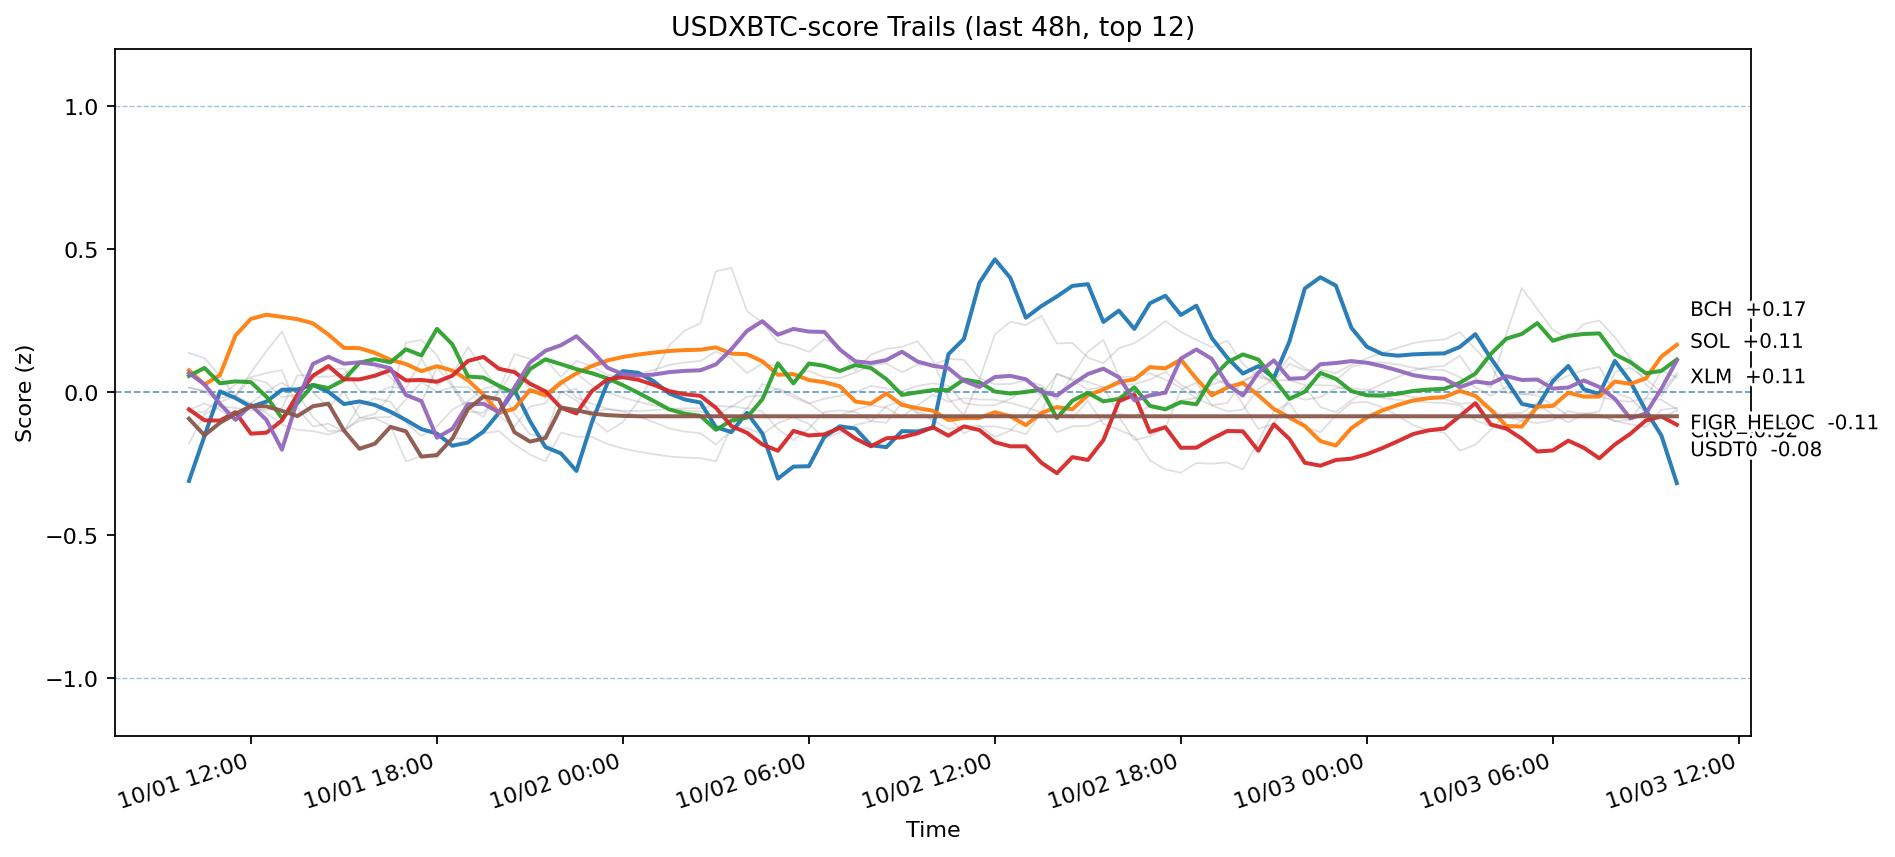 USDXBTC-score Trails (last 48h, top 12)
Score (z)
1.0
0.5
0.0
−0.5
−1.0
BCH +0.17
SOL +0.11
XLM +0.11
FIGR_HELOC -0.11
USDT0 -0.08
10/01 12:00
10/01 18:00
10/02 00:00
10/02 06:00
10/02 12:00
10/02 18:00
10/03 00:00
10/03 06:00
10/03 12:00
Time